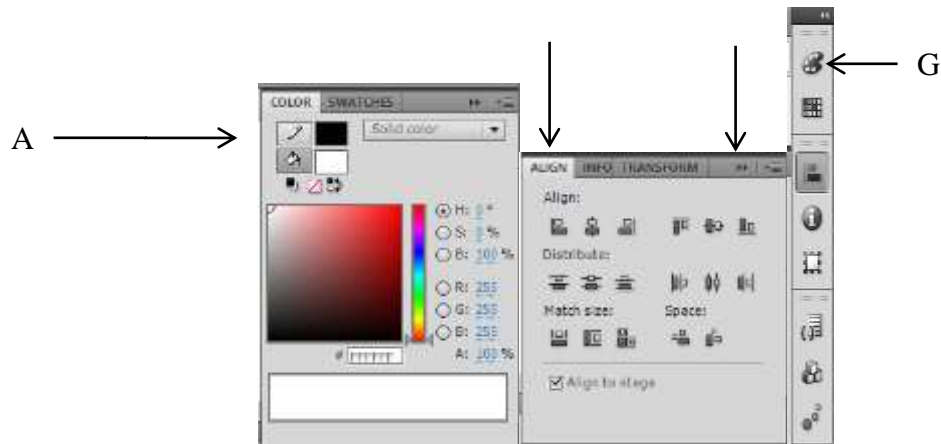 G
COLOR SWATCHES
A
Solid color
ALIGN INFO TRANSFORM
Align:
H: 0 °
S: 0 %
Distribute:
B: 100 %
R: 255
G: 255
Match size: Space:
B: 255
# FFFFFF A: 100 %
Align to stage